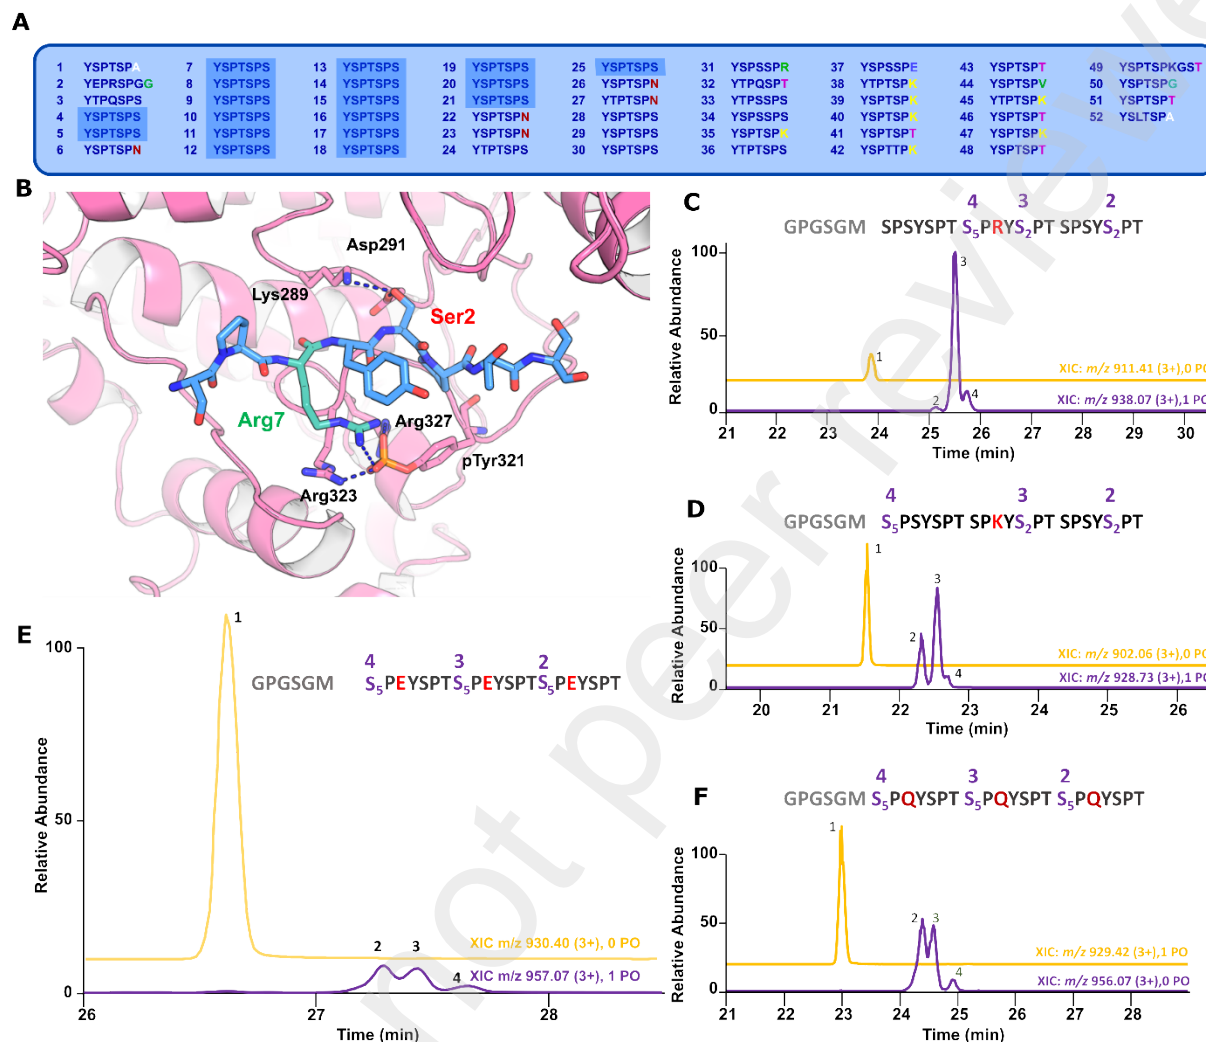 A
1 YSPTSPA 7 YSPTSPS 13 YSPTSPS 19 YSPTSPS 25 YSPTSPS 31 YSPSSPR 37 YSPSSPE 43 YTPTSPT 49 YSPTSPKGST
2 YEPRSPGG 8 YSPTSPS 14 YSPTSPS 20 YSPTSPS 26 YSPTSPN 32 YTPQSPT 38 YTPTSPK 44 YSPTSPV 50 YSPTSPG
3 YTPQSPS 9 YSPTSPS 15 YSPTSPS 21 YSPTSPS 27 YSPTSPN 33 YTPSSPS 39 YSPTSPK 45 YTPTSPK 51 YSPTSPT
4 YSPTSPS 10 YSPTSPS 16 YSPTSPS 22 YSPTSPN 28 YSPTSPS 34 YSPSSPS 40 YSPTSPK 46 YSPTSPT 52 YSLTSPA
5 YSPTSPS 11 YSPTSPS 17 YSPTSPS 23 YSPTSPN 29 YSPTSPS 35 YSPTSPK 41 YSPTSPT 47 YSPTSPK
6 YSPTSPN 12 YSPTSPS 18 YSPTSPS 24 YTPTSPS 30 YSPTSPS 36 YTPTSPS 42 YSPTTPK 48 YSPTSPT
B
Asp291
Lys289
Ser2
Arg7
Arg327
pTyr321
Arg323
C
4 3 2
GPGSGM SPSYSPT S5PRYS2PT SPSYS2PT
Relative Abundance
100
50
0
1
2
3
4
XIC: m/z 911.41 (3+),0 PO
XIC: m/z 938.07 (3+),1 PO
21 22 23 24 25 26 27 28 29 30
Time (min)
D
4 3 2
GPGSGM S5PSYSPT SPKYS2PT SPSYS2PT
Relative Abundance
100
50
0
1
2
3
4
XIC: m/z 902.06 (3+),0 PO
XIC: m/z 928.73 (3+),1 PO
20 21 22 23 24 25 26
Time (min)
E
4 3 2
GPGSGM S5PEYSPTS5PEYSPTS5PEYSPT
Relative Abundance
100
50
0
1
2
3
4
XIC m/z 930.40 (3+), 0 PO
XIC m/z 957.07 (3+), 1 PO
26 27 28
Time (min)
F
4 3 2
GPGSGM S5PQYSPT S5PQYSPT S5PQYSPT
Relative Abundance
100
50
0
1
2
3
4
XIC: m/z 929.42 (3+),1 PO
XIC: m/z 956.07 (3+),0 PO
21 22 23 24 25 26 27 28
Time (min)
not peer review